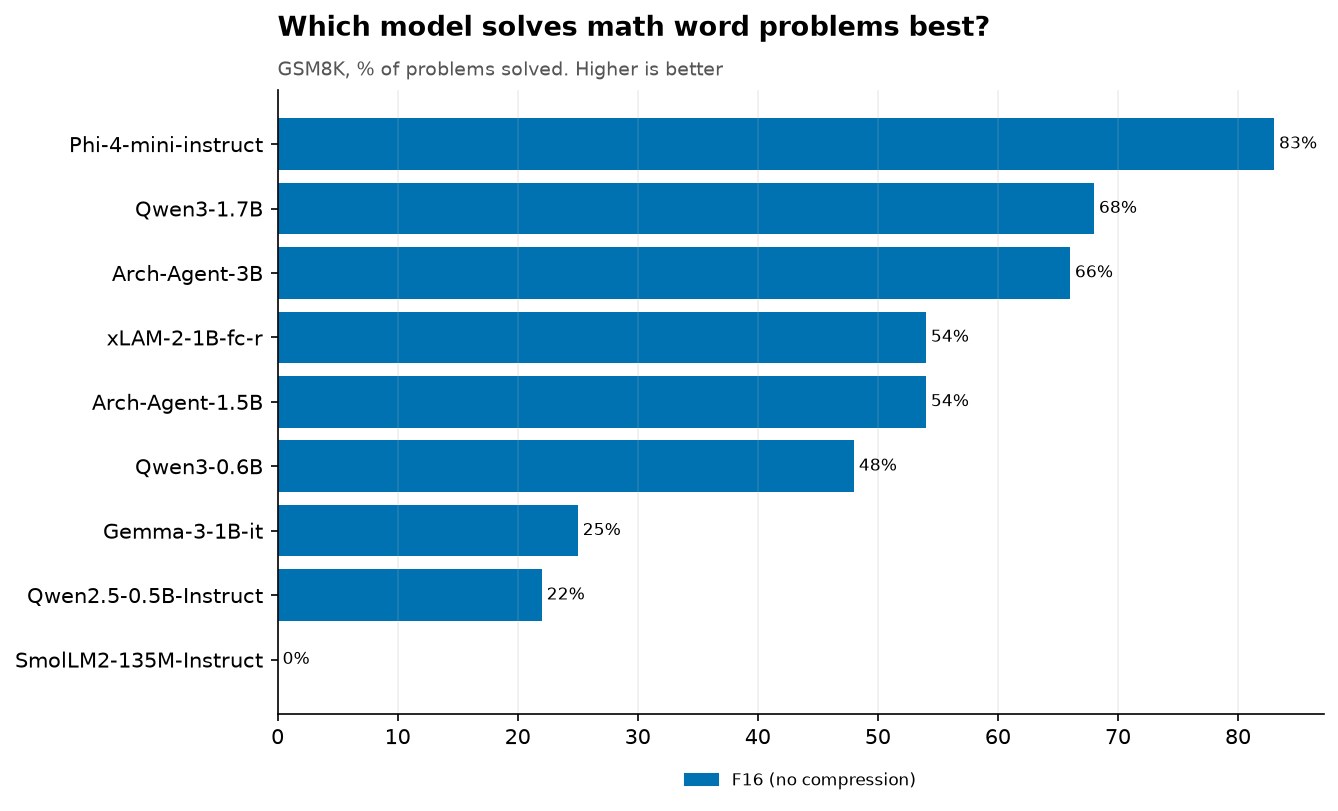 Which model solves math word problems best?
GSM8K, % of problems solved. Higher is better
Phi-4-mini-instruct 83%
Qwen3-1.7B 68%
Arch-Agent-3B 66%
xLAM-2-1B-fc-r 54%
Arch-Agent-1.5B 54%
Qwen3-0.6B 48%
Gemma-3-1B-it 25%
Qwen2.5-0.5B-Instruct 22%
SmolLM2-135M-Instruct 0%
0 10 20 30 40 50 60 70 80
F16 (no compression)